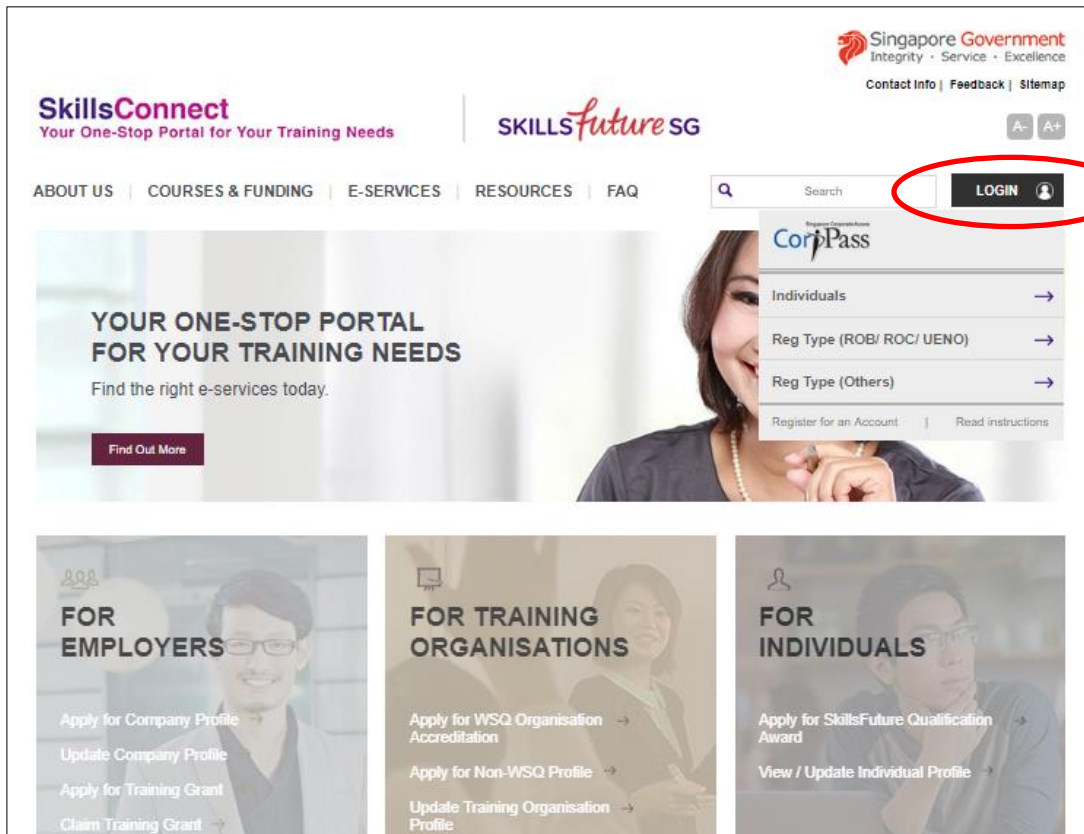 Singapore Government
Integrity · Service · Excellence
Contact Info | Feedback | Sitemap
SkillsConnect
Your One-Stop Portal for Your Training Needs
SKILLSfuture SG
A- A+
ABOUT US | COURSES & FUNDING | E-SERVICES | RESOURCES | FAQ
Search
LOGIN
Singapore Corporate Access
CorpPass
Individuals
Reg Type (ROB/ ROC/ UENO)
Reg Type (Others)
Register for an Account | Read instructions
YOUR ONE-STOP PORTAL
FOR YOUR TRAINING NEEDS
Find the right e-services today.
Find Out More
FOR
EMPLOYERS
Apply for Company Profile
Update Company Profile
Apply for Training Grant
Claim Training Grant
FOR TRAINING
ORGANISATIONS
Apply for WSQ Organisation
Accreditation
Apply for Non-WSQ Profile
Update Training Organisation
Profile
FOR
INDIVIDUALS
Apply for SkillsFuture Qualification
Award
View / Update Individual Profile